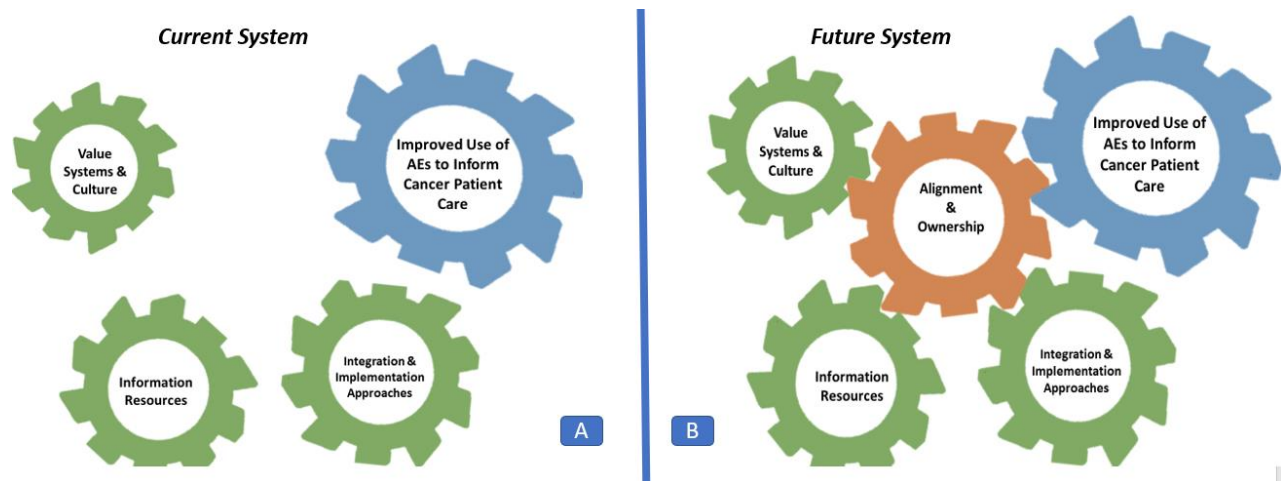 Current System
Value
Systems &
Culture
Improved Use of
AEs to Inform
Cancer Patient
Care
Information
Resources
Integration &
Implementation
Approaches
A
Future System
Value
Systems &
Culture
Alignment
&
Ownership
Improved Use of
AEs to Inform
Cancer Patient
Care
Information
Resources
Integration &
Implementation
Approaches
B